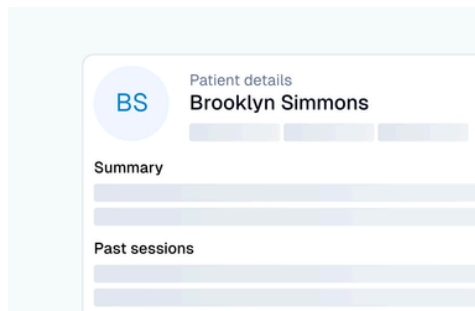 BS
Patient details
Brooklyn Simmons
Summary
Past sessions